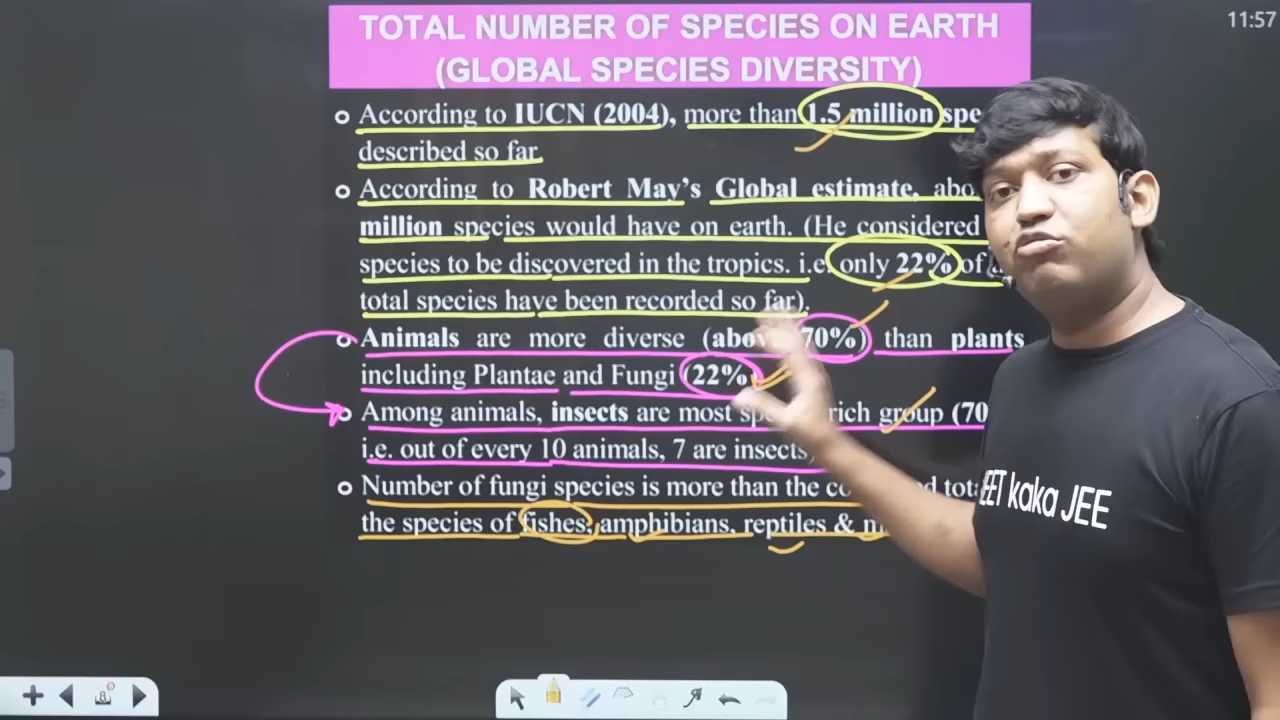 TOTAL NUMBER OF SPECIES ON EARTH
(GLOBAL SPECIES DIVERSITY)
11:57
According to IUCN (2004), more than 1.5 million
described so far.
According to Robert May's Global estimate,
million species would have on earth. (He considered
species to be discovered in the tropics. i.e. only 22% of
total species have been recorded so far).
Animals are more diverse (above 70%) than plants
including Plantae and Fungi (22%
Among animals, insects are most rich group (70
i.e. out of every 10 animals, 7 are insects
Number of fungi species is more than the
the species of fishes, amphibians, reptiles &
kaka JEE